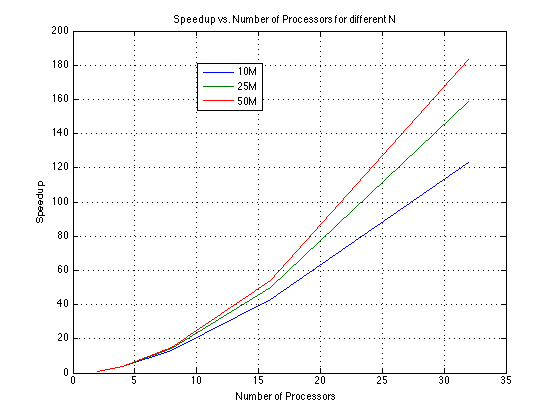 Speedup vs. Number of Processors for different N
200
180
160
140
120
100
80
60
40
20
0
Speedup
10M
25M
50M
0 5 10 15 20 25 30 35
Number of Processors